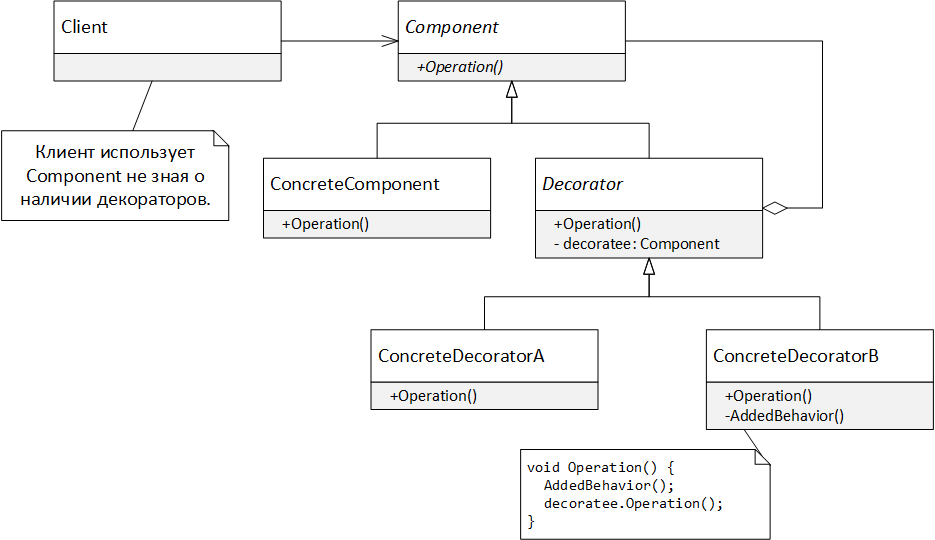 Client
Component
+Operation()
Клиент использует
Component не зная о
наличии декораторов.
ConcreteComponent
+Operation()
Decorator
+Operation()
- decoratee: Component
ConcreteDecoratorA
+Operation()
ConcreteDecoratorB
+Operation()
-AddedBehavior()
void Operation() {
  AddedBehavior();
  decoratee.Operation();
}